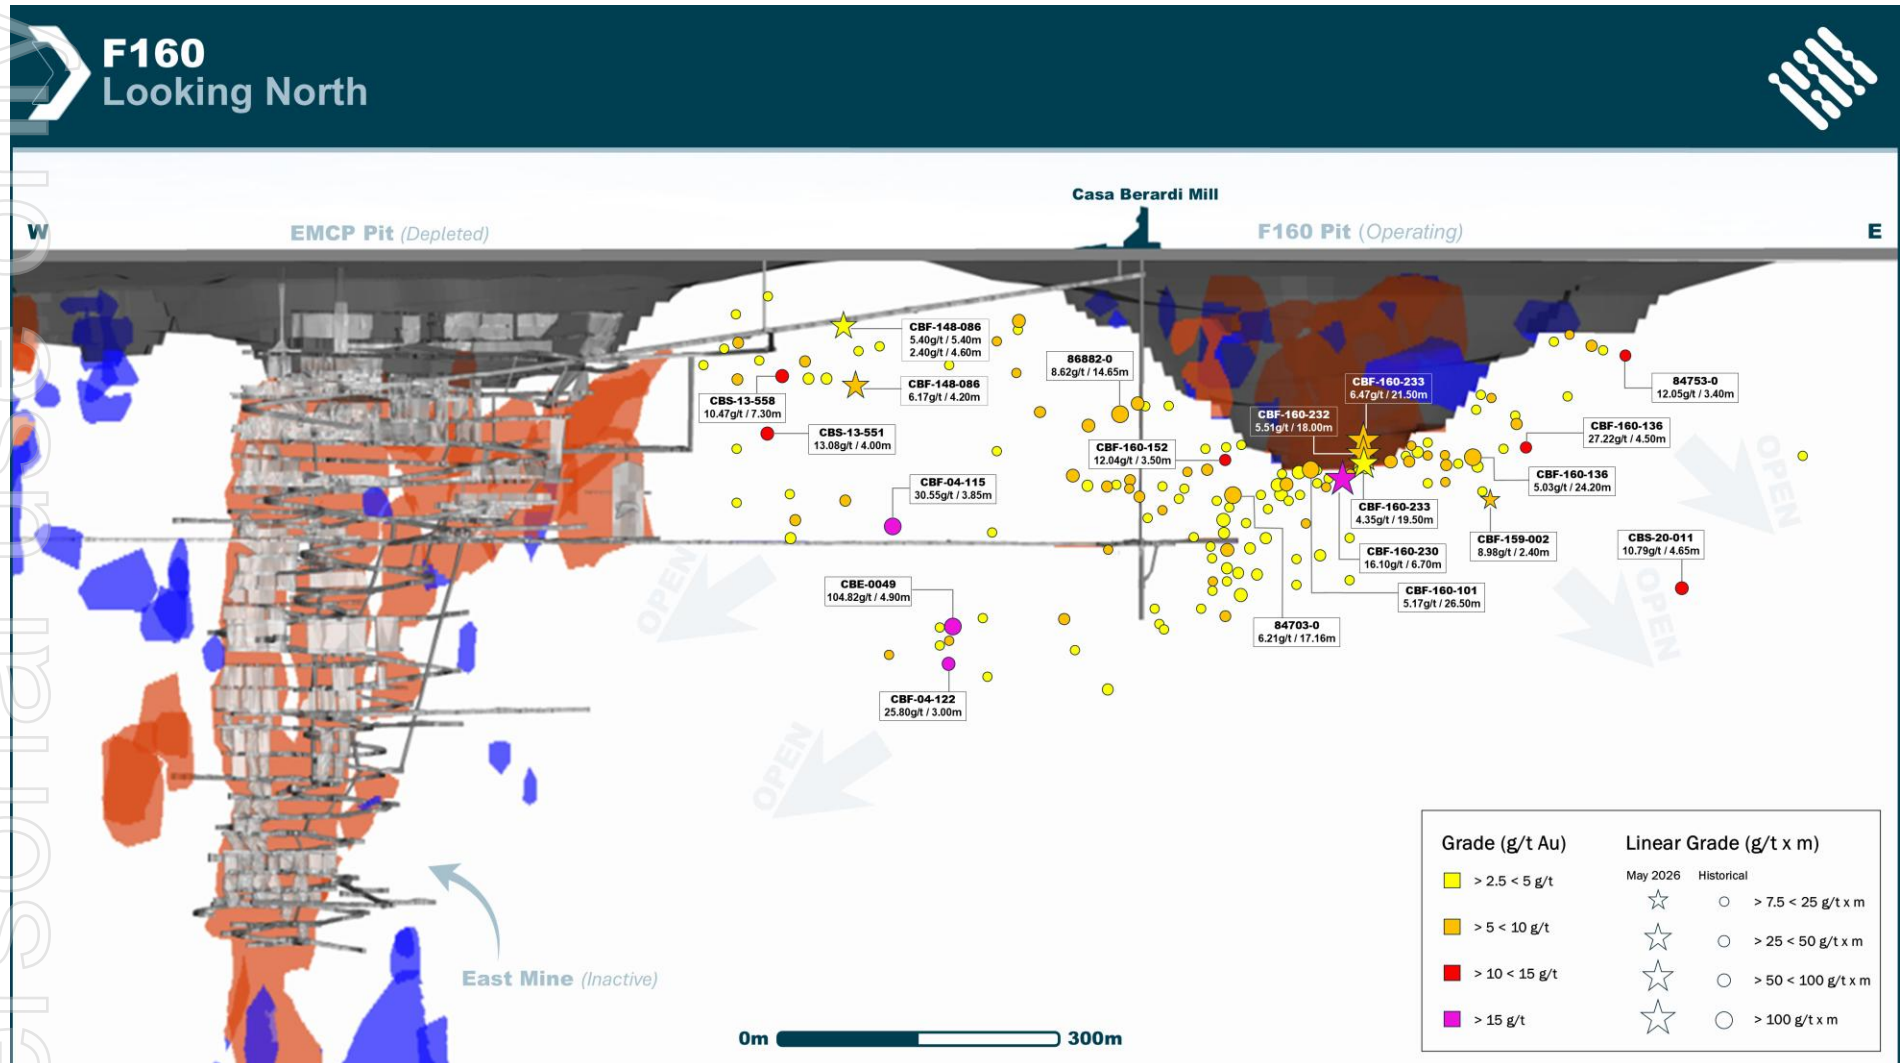 F160
Looking North
Casa Berardi Mill
W
EMCP Pit (Depleted)
F160 Pit (Operating)
E
CBF-148-086
5.40g/t / 5.40m
2.40g/t / 4.60m
CBF-148-086
6.17g/t / 4.20m
CBS-13-558
10.47g/t / 7.30m
CBS-13-551
13.08g/t / 4.00m
CBF-04-115
30.55g/t / 3.85m
CBE-0049
104.82g/t / 4.90m
CBF-04-122
25.80g/t / 3.00m
86882-0
8.62g/t / 14.65m
CBF-160-152
12.04g/t / 3.50m
CBF-160-232
5.51g/t / 18.00m
CBF-160-233
6.47g/t / 21.50m
84753-0
12.05g/t / 3.40m
CBF-160-136
27.22g/t / 4.50m
CBF-160-136
5.03g/t / 24.20m
CBF-160-233
4.35g/t / 19.50m
CBF-159-002
8.98g/t / 2.40m
CBS-20-011
10.79g/t / 4.65m
CBF-160-230
16.10g/t / 6.70m
CBF-160-101
5.17g/t / 26.50m
84703-0
6.21g/t / 17.16m
OPEN
OPEN
OPEN
OPEN
East Mine (Inactive)
0m
300m
Grade (g/t Au)
> 2.5 < 5 g/t
> 5 < 10 g/t
> 10 < 15 g/t
> 15 g/t
Linear Grade (g/t x m)
May 2026
Historical
> 7.5 < 25 g/t x m
> 25 < 50 g/t x m
> 50 < 100 g/t x m
> 100 g/t x m